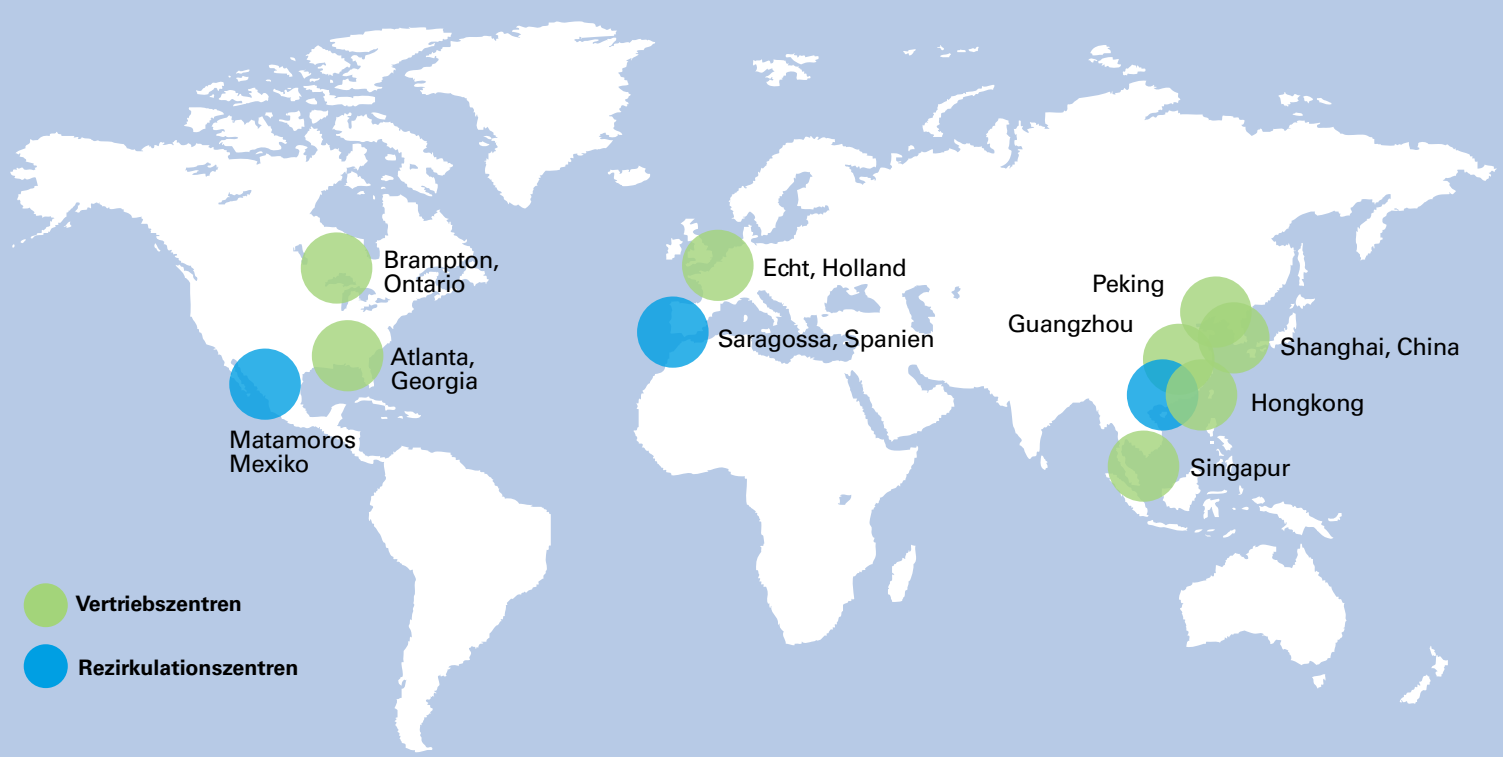 Brampton,
Ontario
Atlanta,
Georgia
Matamoros
Mexiko
Echt, Holland
Saragossa, Spanien
Peking
Guangzhou
Shanghai, China
Hongkong
Singapur
Vertriebszentren
Rezirkulationszentren